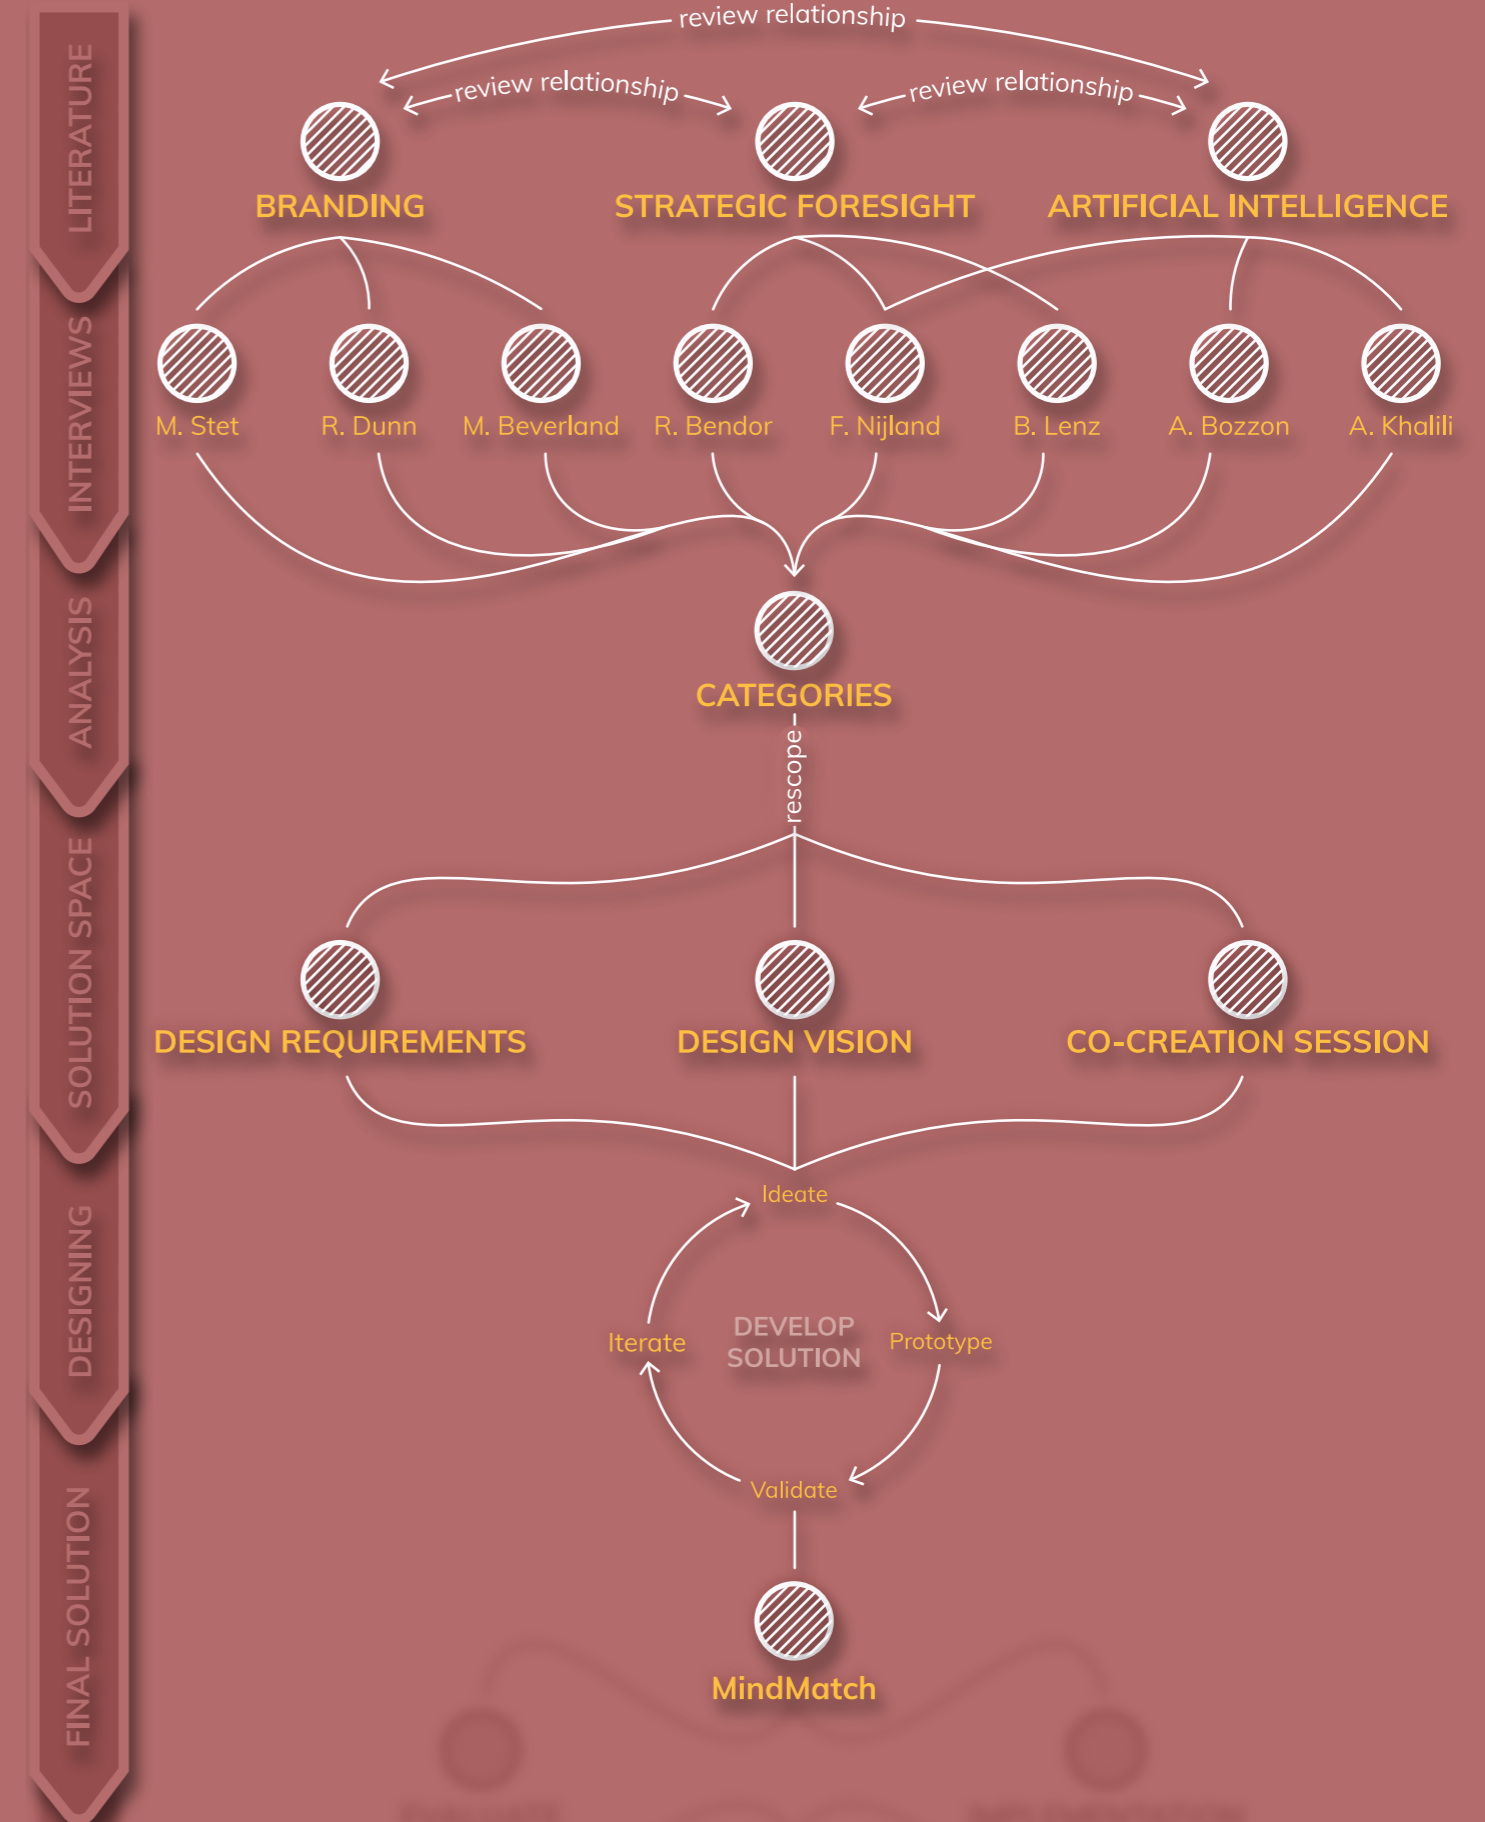 review relationship
review relationship
review relationship
BRANDING
STRATEGIC FORESIGHT
ARTIFICIAL INTELLIGENCE
LITERATURE
M. Stet
R. Dunn
M. Beverland
R. Bendor
F. Nijland
B. Lenz
A. Bozzon
A. Khalili
INTERVIEWS
CATEGORIES
ANALYSIS
rescope
DESIGN REQUIREMENTS
DESIGN VISION
CO-CREATION SESSION
SOLUTION SPACE
Ideate
Prototype
Validate
Iterate
DEVELOP
SOLUTION
DESIGNING
MindMatch
FINAL SOLUTION